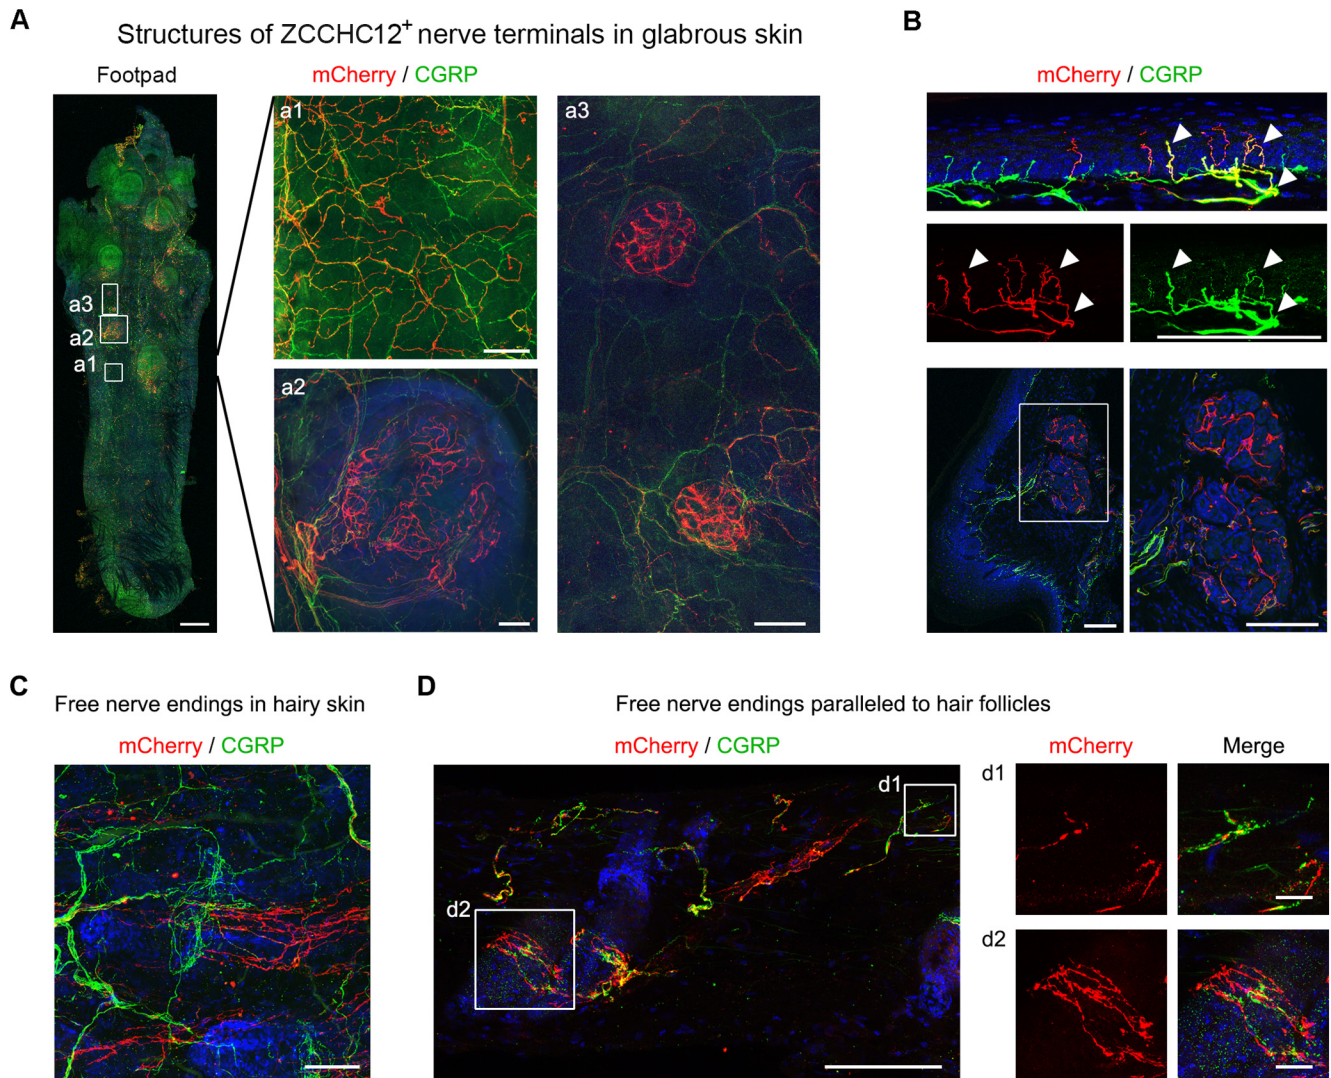 A
Structures of ZCCHC12+ nerve terminals in glabrous skin
Footpad
mCherry / CGRP
a1
a2
a3
a3
a2
a1
B
mCherry / CGRP
C
Free nerve endings in hairy skin
mCherry / CGRP
D
Free nerve endings paralleled to hair follicles
mCherry / CGRP
d1
d2
mCherry
Merge
d1
d2